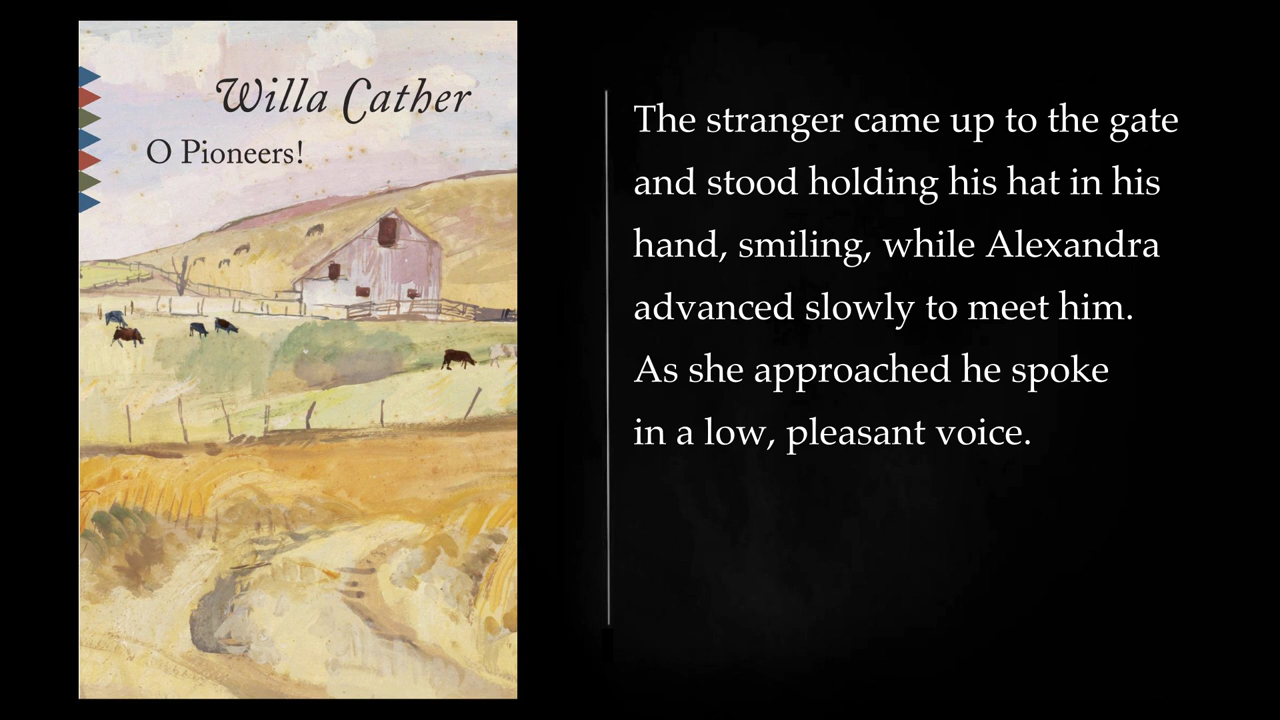 Willa Cather
O Pioneers!
The stranger came up to the gate
and stood holding his hat in his
hand, smiling, while Alexandra
advanced slowly to meet him.
As she approached he spoke
in a low, pleasant voice.